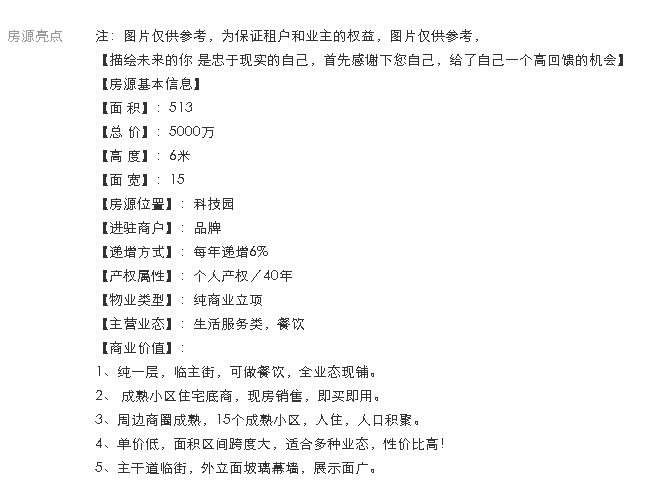 房源亮点
注: 图片仅供参考，为保证租户和业主的权益，图片仅供参考，
【描绘未来的你 是忠于现实的自己，首先感谢下您自己，给了自己一个高回馈的机会】
【房源基本信息】
【面 积】: 513
【总 价】: 5000万
【高 度】: 6米
【面 宽】: 15
【房源位置】: 科技园
【进驻商户】: 品牌
【递增方式】: 每年递增6%
【产权属性】: 个人产权/40年
【物业类型】: 纯商业立项
【主营业态】: 生活服务类，餐饮
【商业价值】:
1、纯一层，临主街，可做餐饮，全业态现铺。
2、 成熟小区住宅底商，现房销售，即买即用。
3、周边商圈成熟，15个成熟小区，人住，人口积聚。
4、单价低，面积区间跨度大，适合多种业态，性价比高!
5、主干道临街，外立面玻璃幕墙，展示面广。